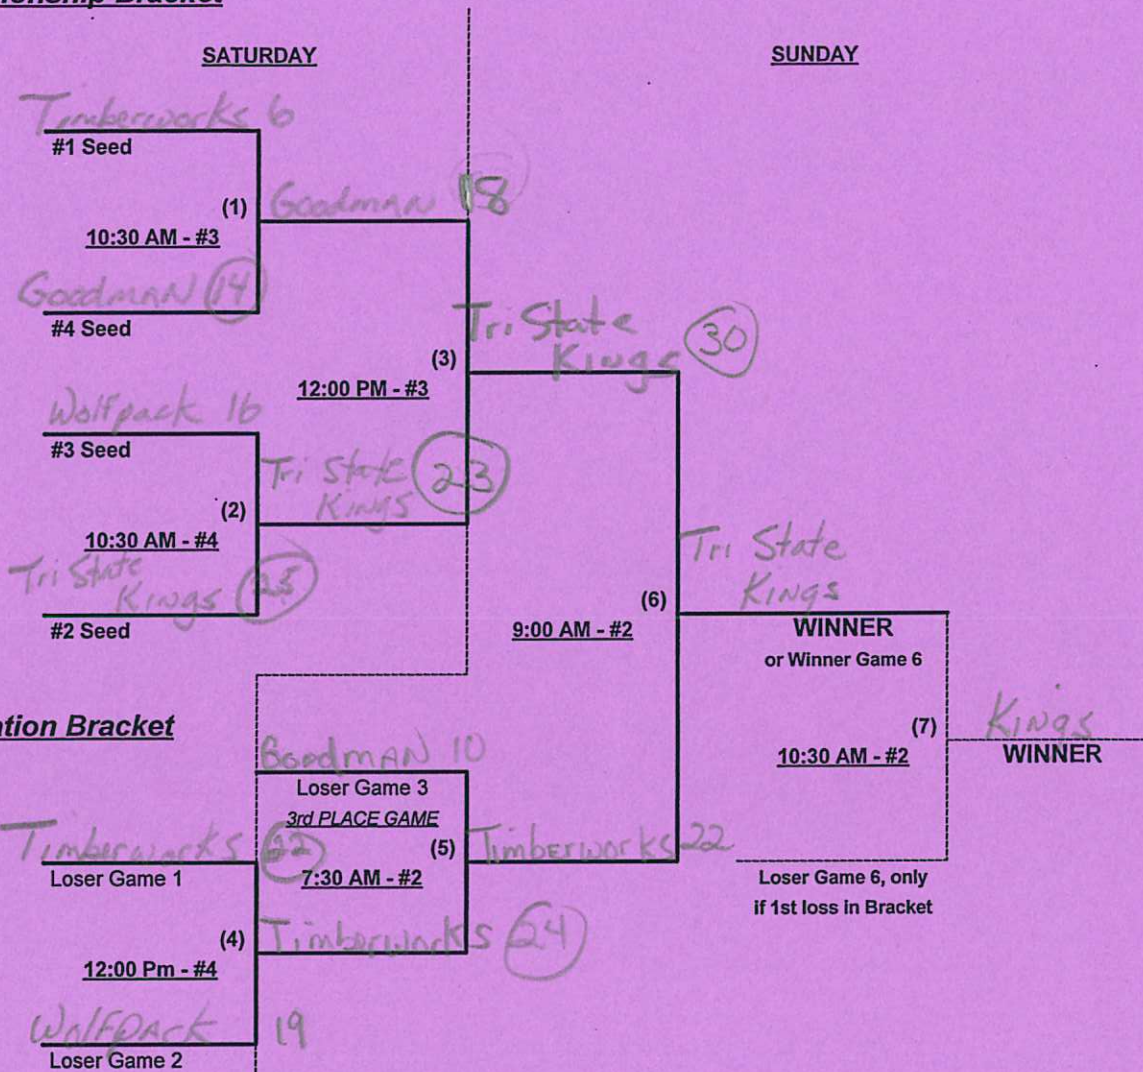 onship Bracket
SATURDAY
SUNDAY
Timberworks 6
#1 Seed
(1)
10:30 AM - #3
Goodman 18
Goodman 14
#4 Seed
Tri State
Kings 30
(3)
12:00 PM - #3
Wolfpack 16
#3 Seed
Tri State
Kings 23
(2)
10:30 AM - #4
Tri State
Kings 25
#2 Seed
Tri State
Kings
(6)
9:00 AM - #2
WINNER
or Winner Game 6
ation Bracket
Goodman 10
Loser Game 3
3rd PLACE GAME
(7)
10:30 AM - #2
Kings
WINNER
Timberworks 22
Loser Game 1
(5)
7:30 AM - #2
Timberworks 22
Loser Game 6, only
if 1st loss in Bracket
(4)
12:00 Pm - #4
Timberworks 24
Wolfpack 19
Loser Game 2